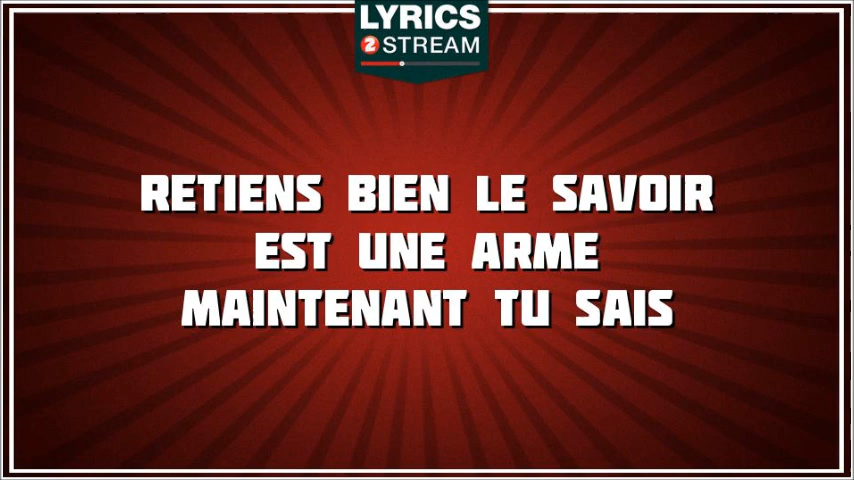 LYRICS
2 STREAM
RETIENS BIEN LE SAVOIR
EST UNE ARME
MAINTENANT TU SAIS